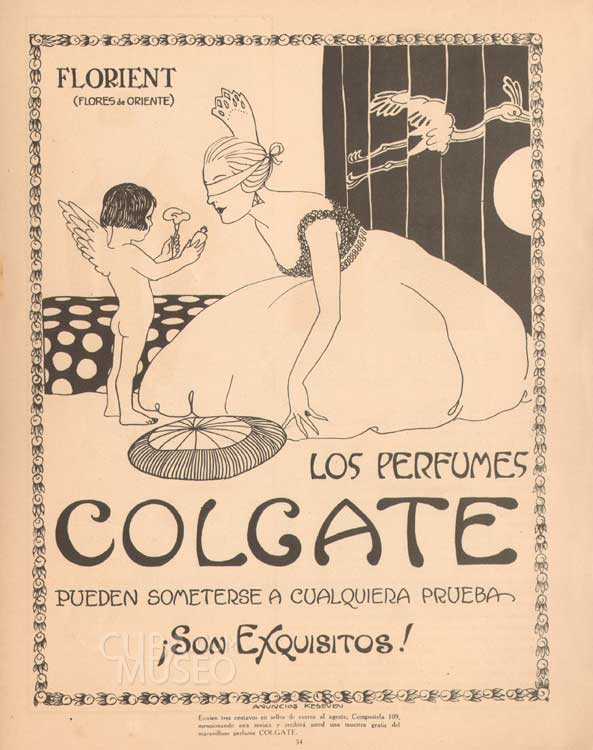 FLORIENT
(FLORES de ORIENTE)
LOS PERFUMES
COLGATE
PUEDEN SOMETERSE A CUALQUIERA PRUEBA
¡SON EXQUISITOS!
MUSEO
ANUNCIOS KESEVEN
Envíen tres centavos en sellos de correo al agente, Compostela 109,
mencionando esta revista y recibirá usted una muestra gratis del
maravilloso perfume COLGATE.
54